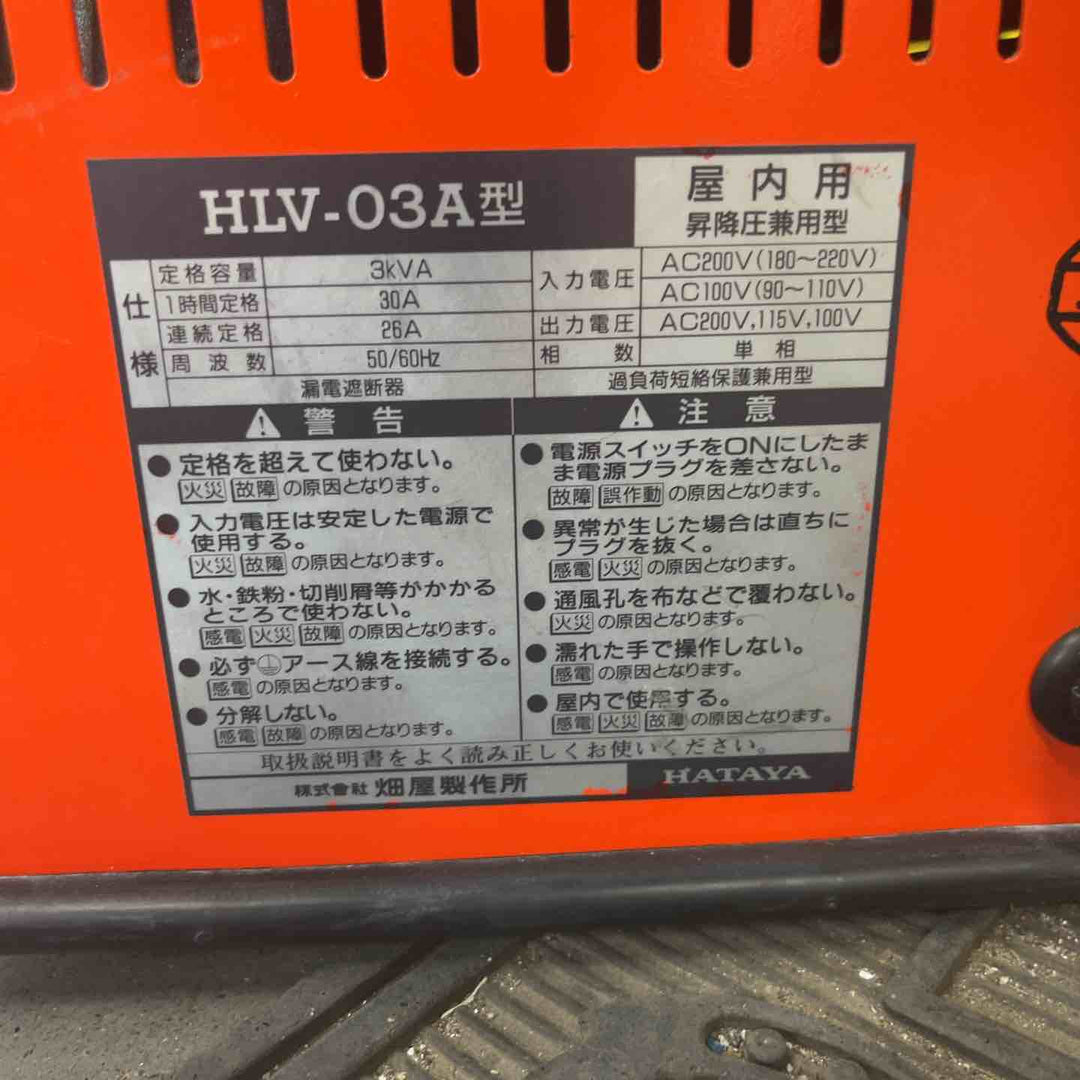 HLV-03A型
屋内用
昇降圧兼用型
仕様
定格容量 3kVA
1時間定格 30A
連続定格 26A
周波数 50/60Hz
漏電遮断器
入力電圧 AC200V(180〜220V)
AC100V(90〜110V)
出力電圧 AC200V,115V,100V
相数 単相
過負荷短絡保護兼用型
警告
●定格を超えて使わない。
火災 故障 の原因となります。
●入力電圧は安定した電源で
使用する。
火災 故障 の原因となります。
●水・鉄粉・切削屑等がかかる
ところで使わない。
感電 火災 故障 の原因となります。
●必ず⏚アース線を接続する。
感電 の原因となります。
●分解しない。
感電 故障 の原因となります。
注意
●電源スイッチをONにしたま
ま電源プラグを差さない。
故障 誤作動 の原因となります。
●異常が生じた場合は直ちに
プラグを抜く。
感電 火災 の原因となります。
●通風孔を布などで覆わない。
火災 の原因となります。
●濡れた手で操作しない。
感電 の原因となります。
●屋内で使用する。
感電 火災 故障 の原因となります。
取扱説明書をよく読み正しくお使いください。
株式會社 畑屋製作所 HATAYA